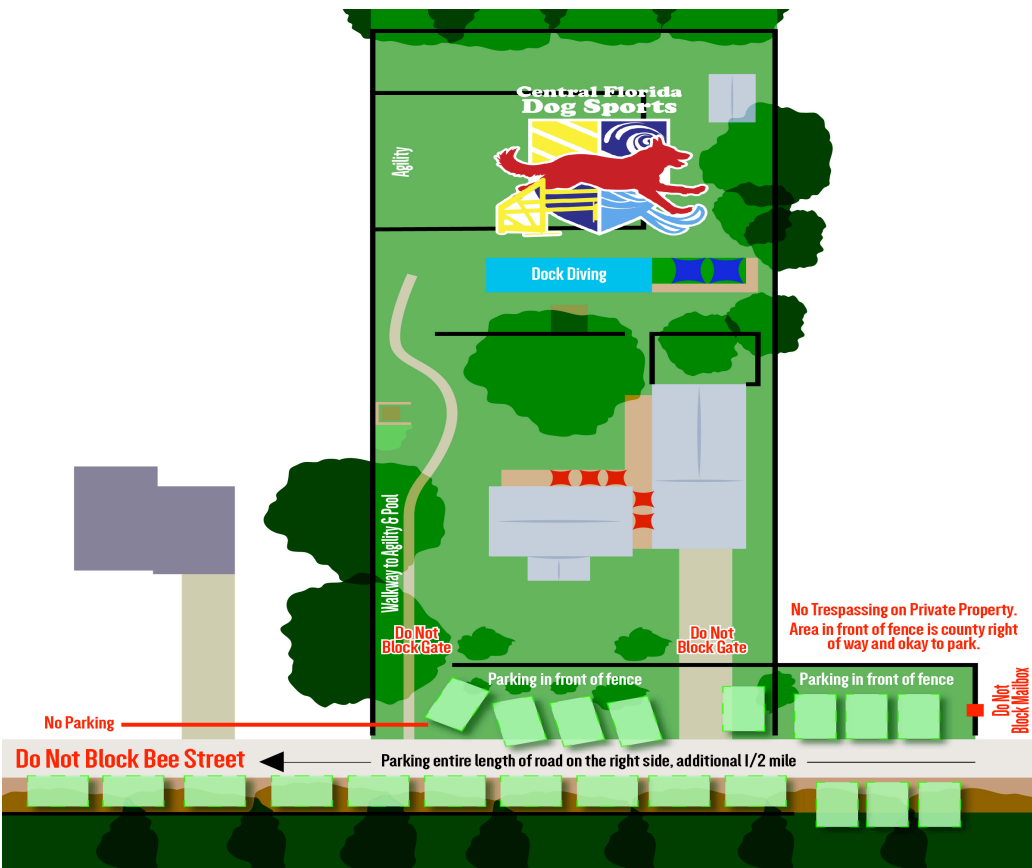 Central Florida
Dog Sports
Agility
Dock Diving
Walkway to Agility & Pool
Do Not
Block Gate
Do Not
Block Gate
No Trespassing on Private Property.
Area in front of fence is county right
of way and okay to park.
Parking in front of fence
Parking in front of fence
Do Not
Block Mailbox
No Parking
Do Not Block Bee Street
Parking entire length of road on the right side, additional 1/2 mile